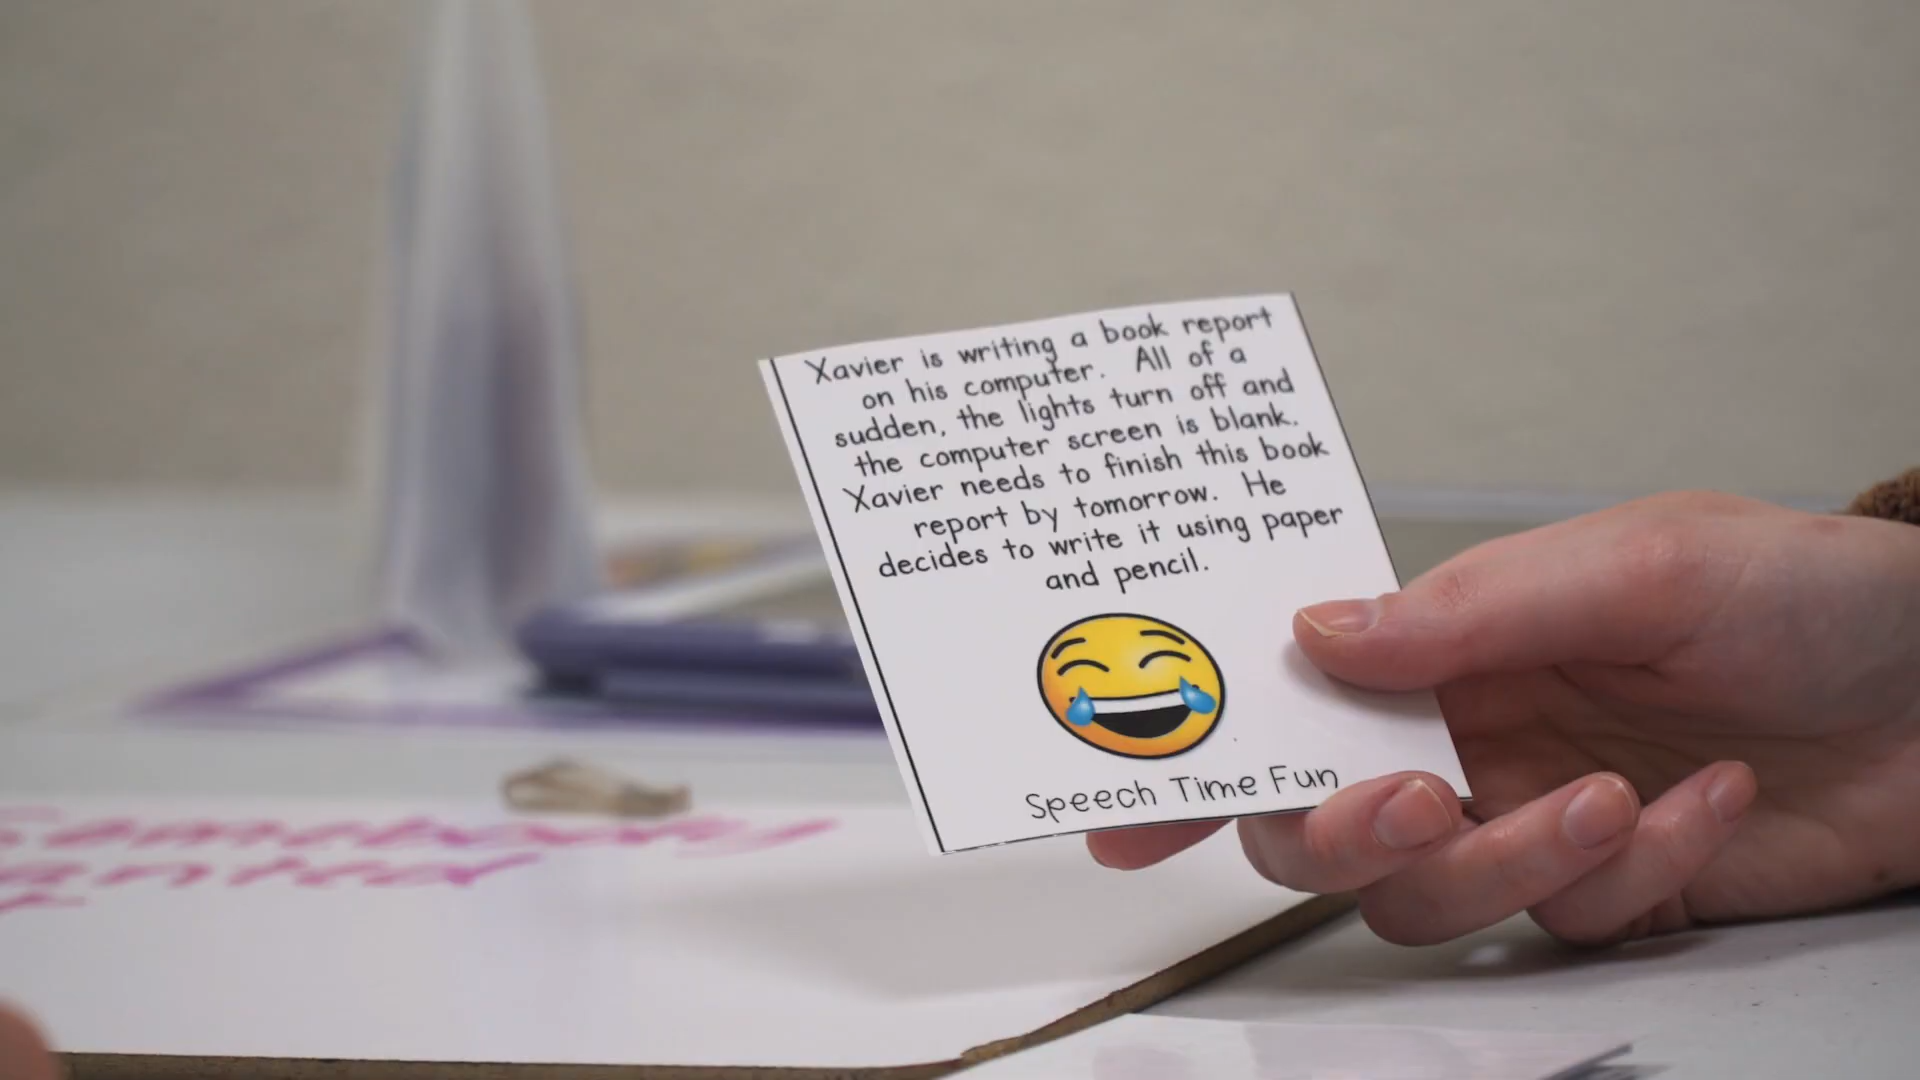 Xavier is writing a book report
on his computer. All of a
sudden, the lights turn off and
the computer screen is blank.
Xavier needs to finish this book
report by tomorrow. He
decides to write it using paper
and pencil.
Speech Time Fun
Somebody